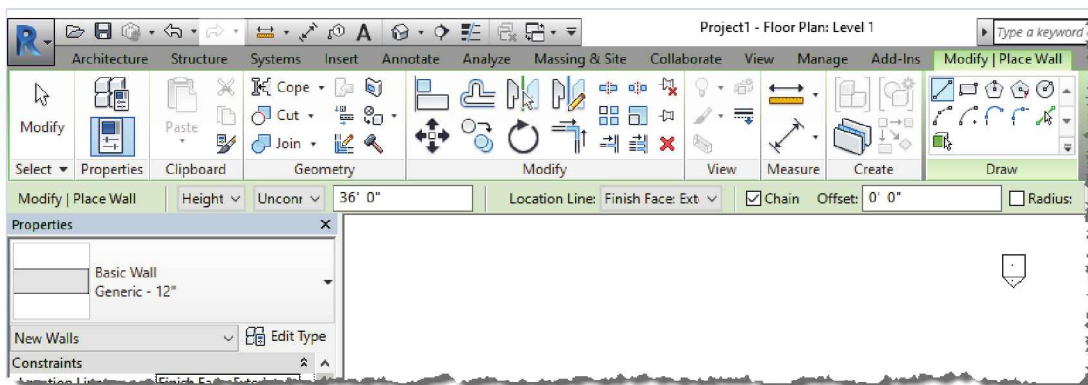 Project1 - Floor Plan: Level 1
Type a keyword
Architecture Structure Systems Insert Annotate Analyze Massing & Site Collaborate View Manage Add-Ins Modify | Place Wall
Cope
Cut
Join
Modify
Paste
Select Properties Clipboard Geometry Modify View Measure Create Draw
Modify | Place Wall Height Unconr 36' 0" Location Line: Finish Face: Ext Chain Offset: 0' 0" Radius:
Properties
Basic Wall
Generic - 12"
New Walls Edit Type
Constraints